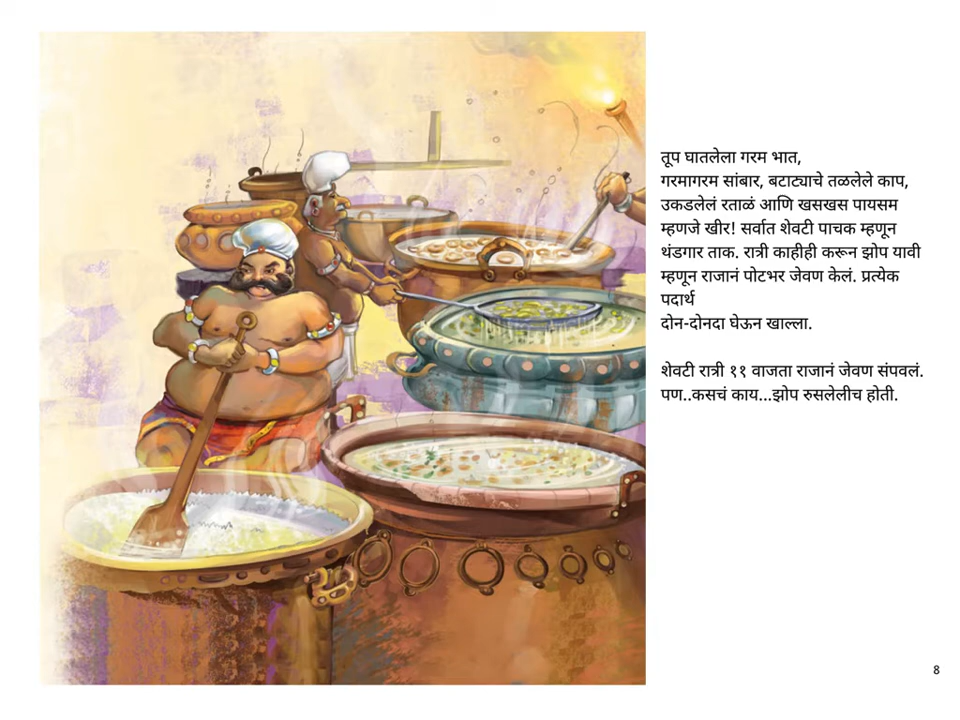 तूप घातलेला गरम भात,
गरमागरम सांबार, बटाट्याचे तळलेले काप,
उकडलेलं रताळं आणि खसखस पायसम
म्हणजे खीर! सर्वात शेवटी पाचक म्हणून
थंडगार ताक. रात्री काहीही करून झोप यावी
म्हणून राजानं पोटभर जेवण केलं. प्रत्येक
पदार्थ
दोन-दोनदा घेऊन खाल्ला.
शेवटी रात्री ११ वाजता राजानं जेवण संपवलं.
पण..कसचं काय...झोप रुसलेलीच होती.
8